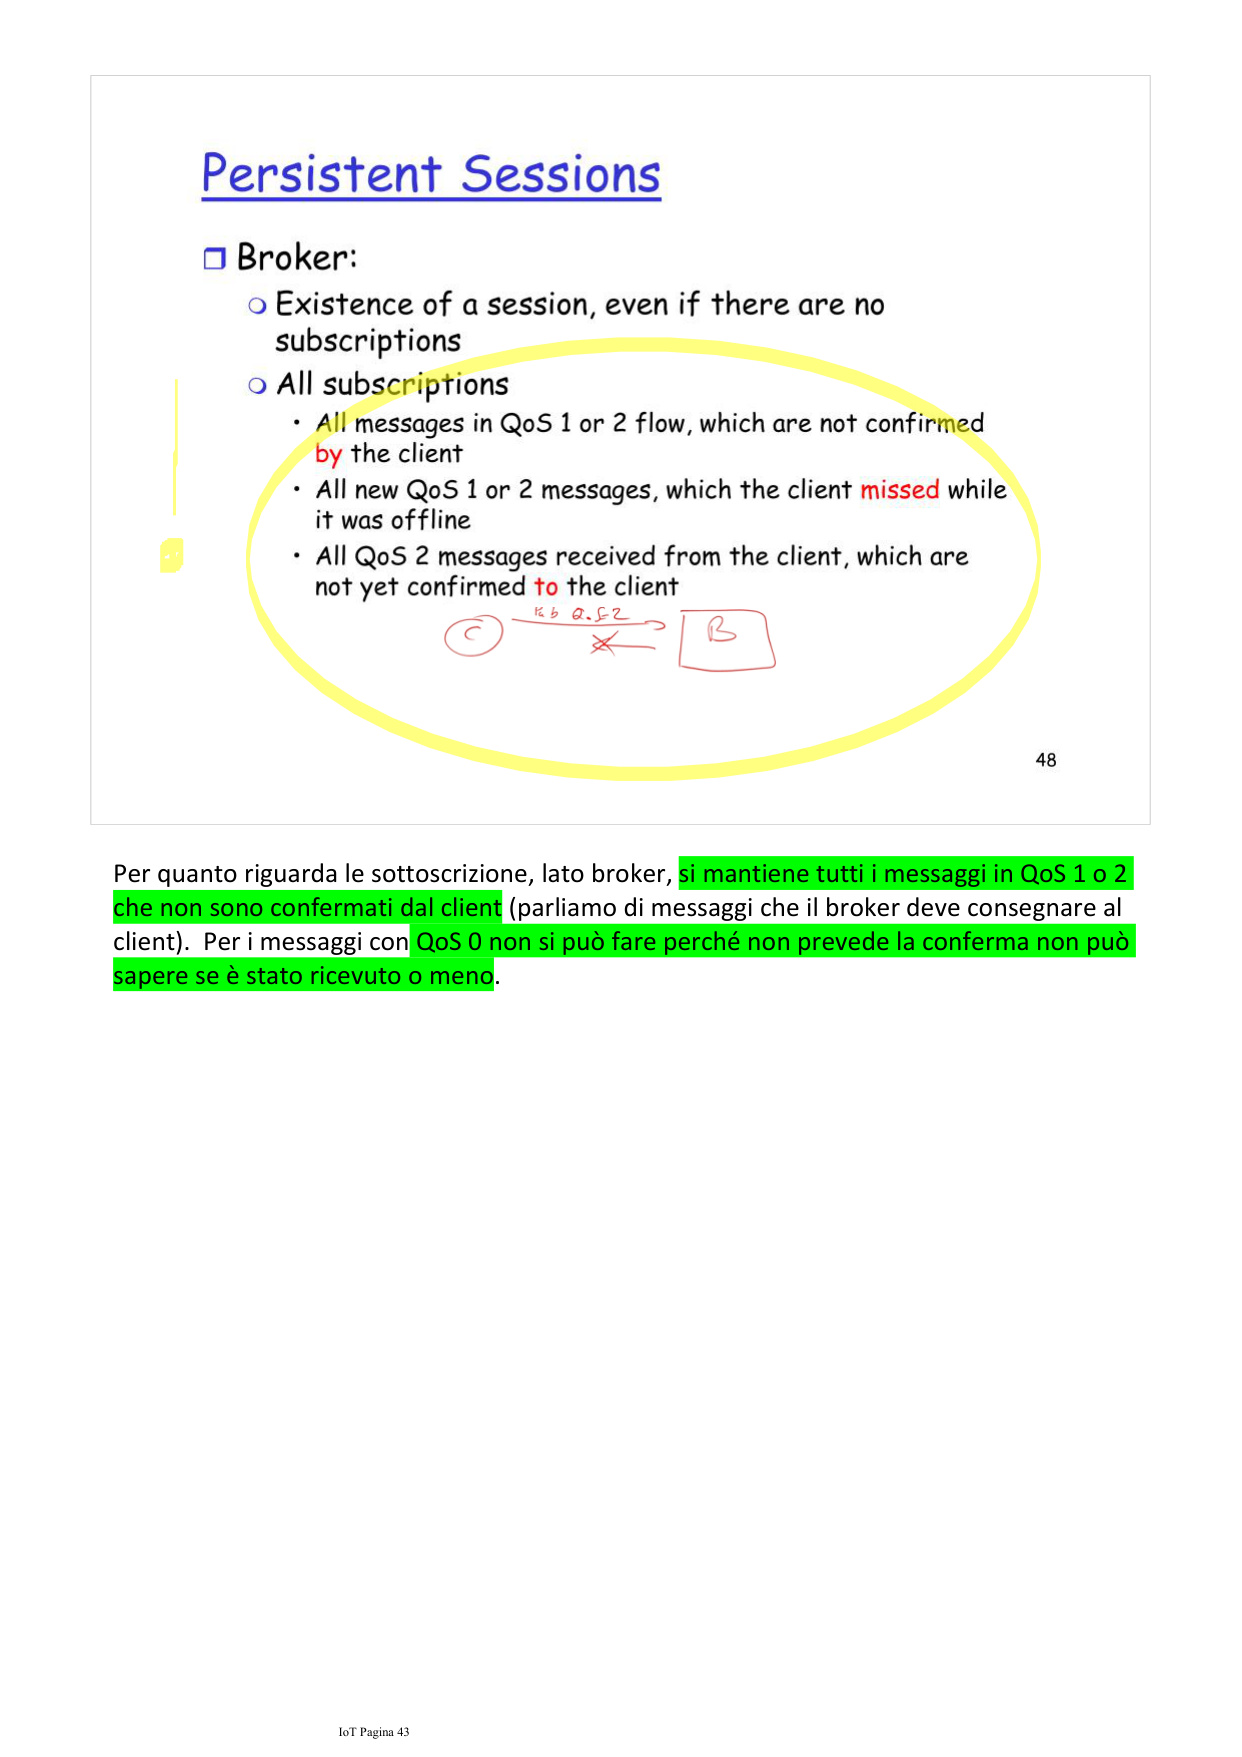 Persistent Sessions
Broker:
Existence of a session, even if there are no
subscriptions
All subscriptions
• All messages in QoS 1 or 2 flow, which are not confirmed
by the client
• All new QoS 1 or 2 messages, which the client missed while
it was offline
• All QoS 2 messages received from the client, which are
not yet confirmed to the client
C
B
48
Per quanto riguarda le sottoscrizione, lato broker, si mantiene tutti i messaggi in QoS 1 o 2
che non sono confermati dal client (parliamo di messaggi che il broker deve consegnare al
client).  Per i messaggi con QoS 0 non si può fare perché non prevede la conferma non può
sapere se è stato ricevuto o meno.
IoT Pagina 43